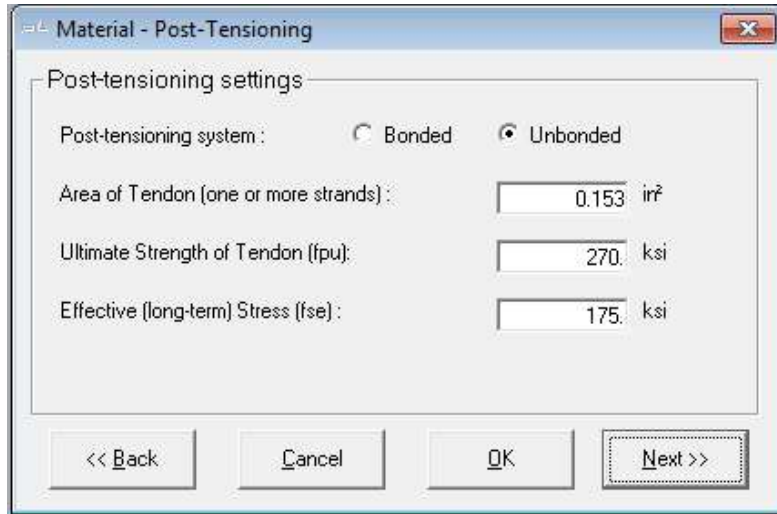 Material - Post-Tensioning
Post-tensioning settings
Post-tensioning system : Bonded Unbonded
Area of Tendon (one or more strands) : 0.153 in²
Ultimate Strength of Tendon (fpu): 270. ksi
Effective (long-term) Stress (fse) : 175. ksi
<< Back Cancel OK Next >>